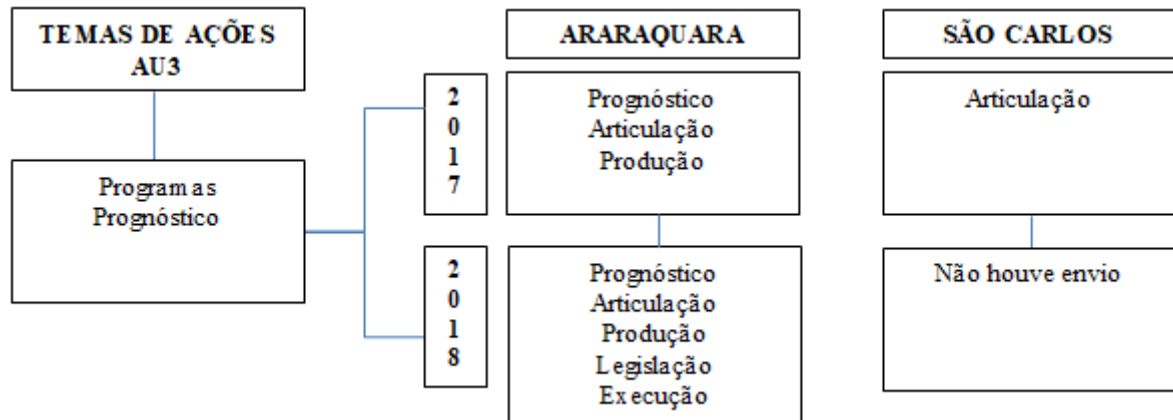 TEMAS DE AÇÕES
AU3
ARARAQUARA
SÃO CARLOS
Programas
Prognóstico
2
0
1
7
Prognóstico
Articulação
Produção
Articulação
2
0
1
8
Prognóstico
Articulação
Produção
Legislação
Execução
Não houve envio